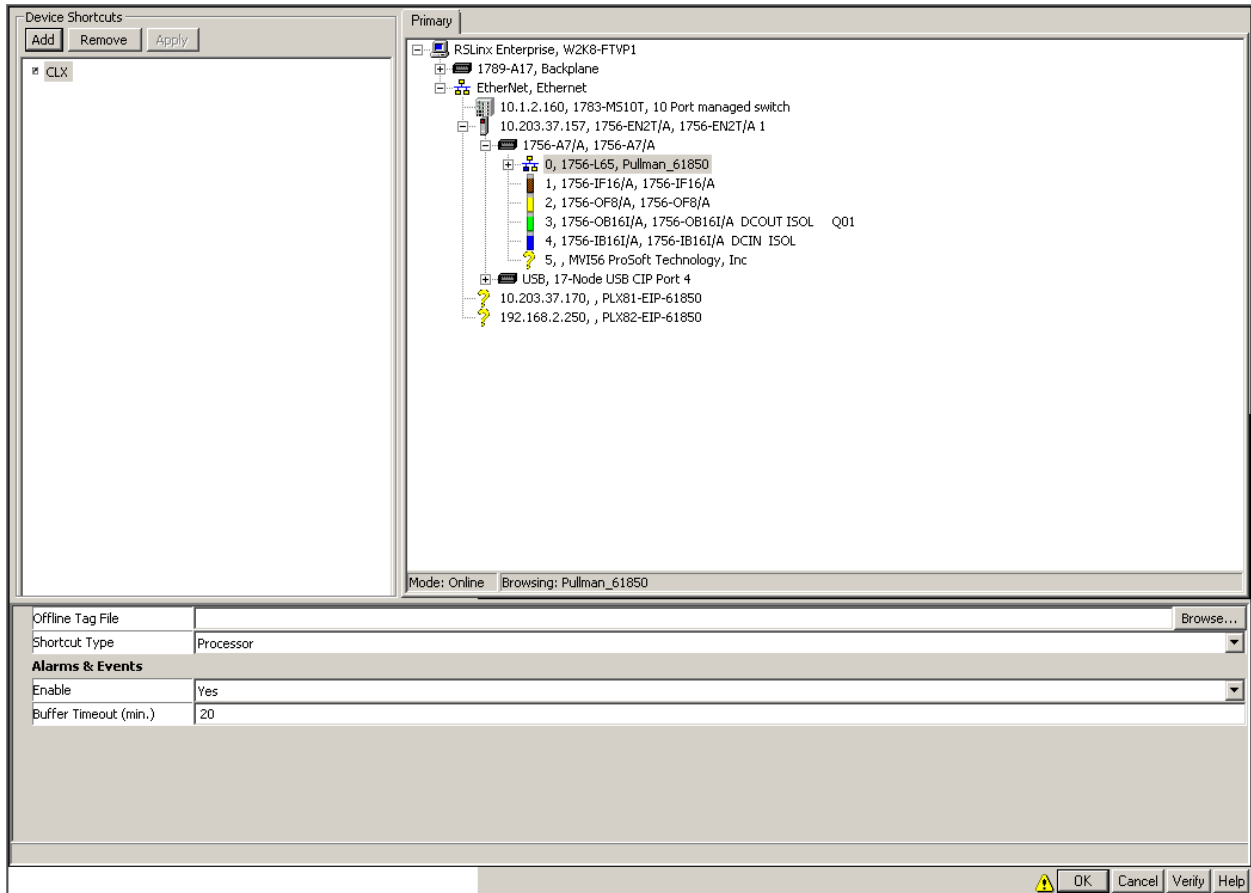 Device Shortcuts
Add Remove Apply
CLX
Primary
RSLinx Enterprise, W2K8-FTVP1
1789-A17, Backplane
EtherNet, Ethernet
10.1.2.160, 1783-MS10T, 10 Port managed switch
10.203.37.157, 1756-EN2T/A, 1756-EN2T/A 1
1756-A7/A, 1756-A7/A
0, 1756-L65, Pullman_61850
1, 1756-IF16/A, 1756-IF16/A
2, 1756-OF8/A, 1756-OF8/A
3, 1756-OB16I/A, 1756-OB16I/A DCOUT ISOL Q01
4, 1756-IB16I/A, 1756-IB16I/A DCIN ISOL
5, , MVI56 ProSoft Technology, Inc
USB, 17-Node USB CIP Port 4
10.203.37.170, , PLX81-EIP-61850
192.168.2.250, , PLX82-EIP-61850
Mode: Online Browsing: Pullman_61850
Offline Tag File Browse...
Shortcut Type Processor
Alarms & Events
Enable Yes
Buffer Timeout (min.) 20
OK Cancel Verify Help